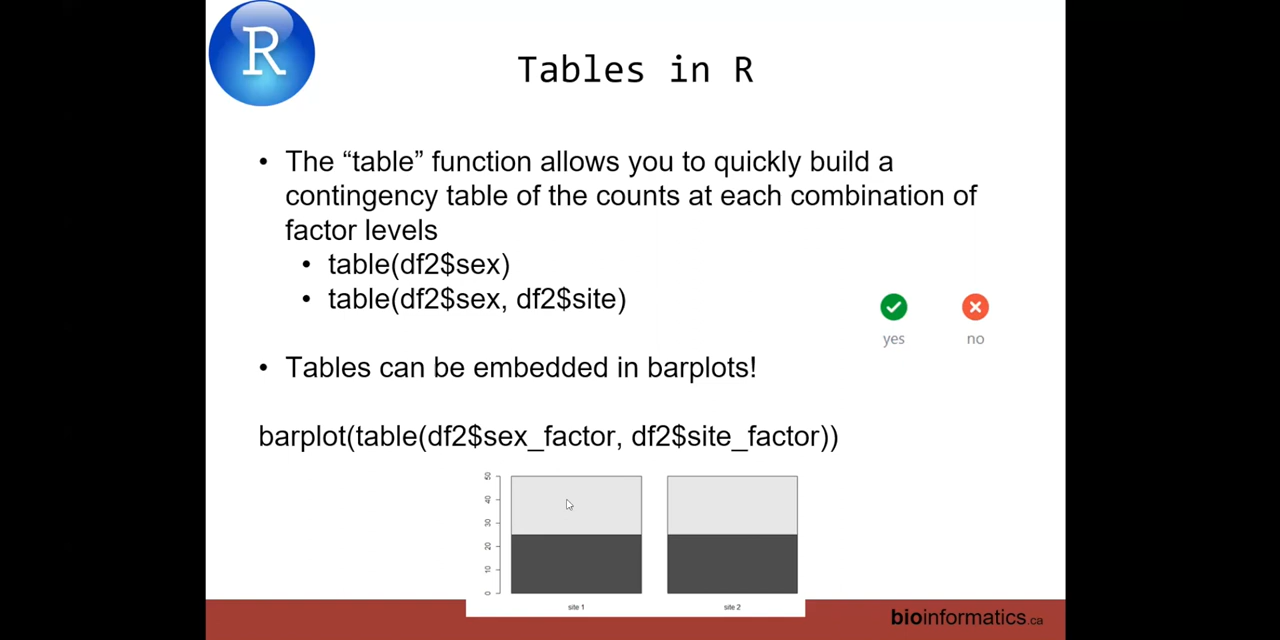 R
Tables in R
• The “table” function allows you to quickly build a
contingency table of the counts at each combination of
factor levels
• table(df2$sex)
• table(df2$sex, df2$site)
yes no
• Tables can be embedded in barplots!
barplot(table(df2$sex_factor, df2$site_factor))
50
40
30
20
10
0
site 1 site 2
bioinformatics.ca